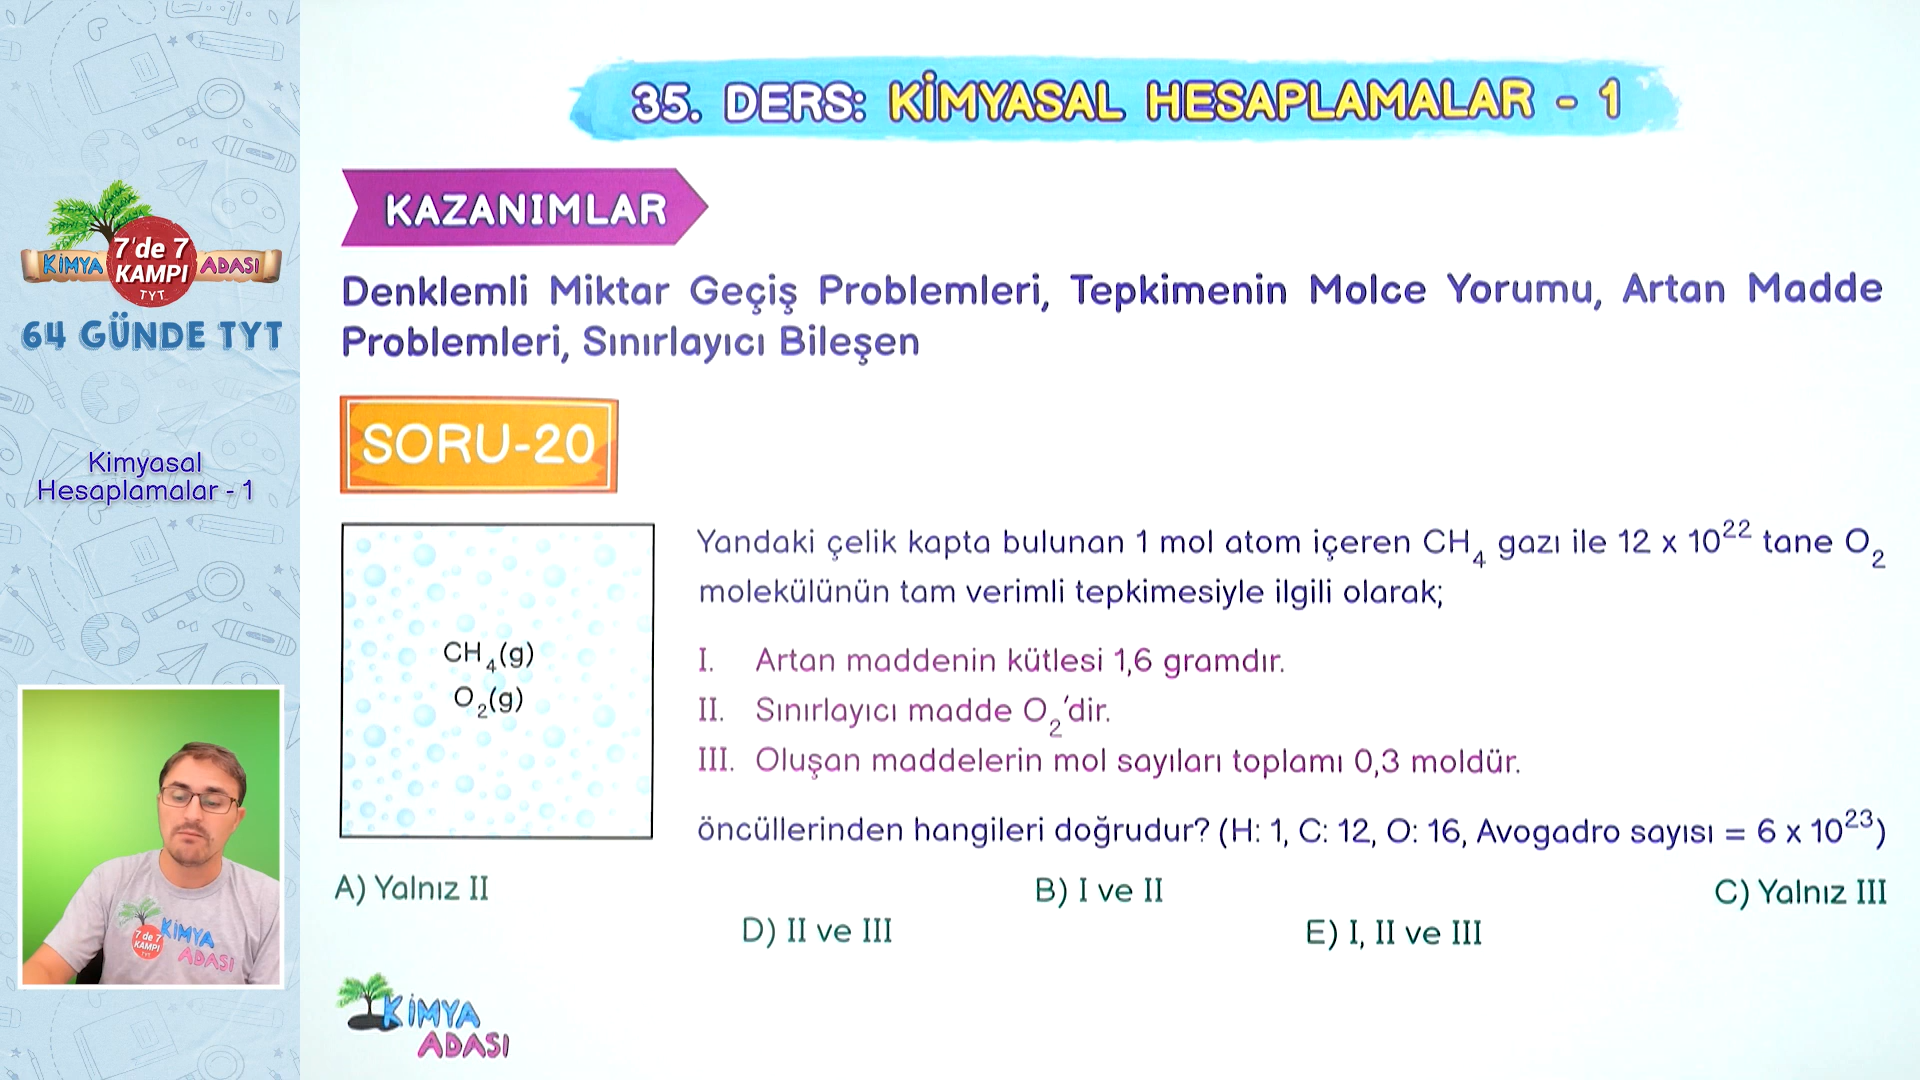 35. DERS: KİMYASAL HESAPLAMALAR - 1
KAZANIMLAR
Denklemli Miktar Geçiş Problemleri, Tepkimenin Molce Yorumu, Artan Madde
Problemleri, Sınırlayıcı Bileşen
7'de 7
KAMPI
TYT
KİMYA ADASI
64 GÜNDE TYT
Kimyasal
Hesaplamalar - 1
SORU-20
CH₄(g)
O₂(g)
Yandaki çelik kapta bulunan 1 mol atom içeren CH₄ gazı ile 12 x 10²² tane O₂
molekülünün tam verimli tepkimesiyle ilgili olarak;
I. Artan maddenin kütlesi 1,6 gramdır.
II. Sınırlayıcı madde O₂'dir.
III. Oluşan maddelerin mol sayıları toplamı 0,3 moldür.
öncüllerinden hangileri doğrudur? (H: 1, C: 12, O: 16, Avogadro sayısı = 6 x 10²³)
A) Yalnız II B) I ve II C) Yalnız III
D) II ve III E) I, II ve III
7 de 7
KAMPI
TYT
KİMYA
ADASI
KİMYA
ADASI